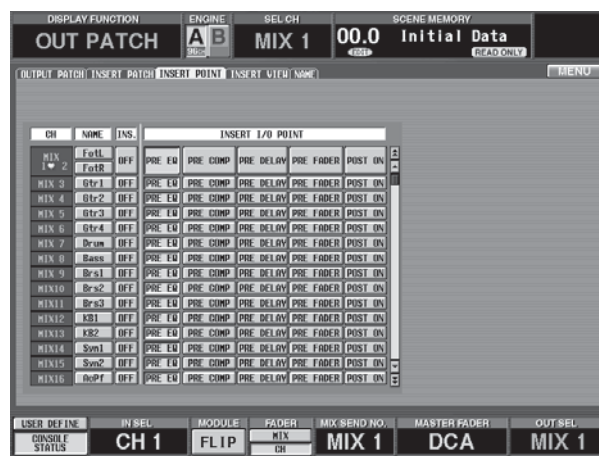 DISPLAY FUNCTION ENGINE SEL CH SCENE MEMORY
OUT PATCH A B MIX 1 00.0 Initial Data
96kHz EDIT READ ONLY
OUTPUT PATCH INSERT PATCH INSERT POINT INSERT VIEW NAME MENU
CH NAME INS. INSERT I/O POINT
MIX 1♥2 FotL FotR OFF PRE EQ PRE COMP PRE DELAY PRE FADER POST ON
MIX 3 Gtr1 OFF PRE EQ PRE COMP PRE DELAY PRE FADER POST ON
MIX 4 Gtr2 OFF PRE EQ PRE COMP PRE DELAY PRE FADER POST ON
MIX 5 Gtr3 OFF PRE EQ PRE COMP PRE DELAY PRE FADER POST ON
MIX 6 Gtr4 OFF PRE EQ PRE COMP PRE DELAY PRE FADER POST ON
MIX 7 Drum OFF PRE EQ PRE COMP PRE DELAY PRE FADER POST ON
MIX 8 Bass OFF PRE EQ PRE COMP PRE DELAY PRE FADER POST ON
MIX 9 Brs1 OFF PRE EQ PRE COMP PRE DELAY PRE FADER POST ON
MIX10 Brs2 OFF PRE EQ PRE COMP PRE DELAY PRE FADER POST ON
MIX11 Brs3 OFF PRE EQ PRE COMP PRE DELAY PRE FADER POST ON
MIX12 KB1 OFF PRE EQ PRE COMP PRE DELAY PRE FADER POST ON
MIX13 KB2 OFF PRE EQ PRE COMP PRE DELAY PRE FADER POST ON
MIX14 Syn1 OFF PRE EQ PRE COMP PRE DELAY PRE FADER POST ON
MIX15 Syn2 OFF PRE EQ PRE COMP PRE DELAY PRE FADER POST ON
MIX16 AcPf OFF PRE EQ PRE COMP PRE DELAY PRE FADER POST ON
USER DEFINE IN SEL MODULE FADER MIX SEND NO. MASTER FADER OUT SEL
CONSOLE STATUS CH 1 FLIP MIX CH MIX 1 DCA MIX 1